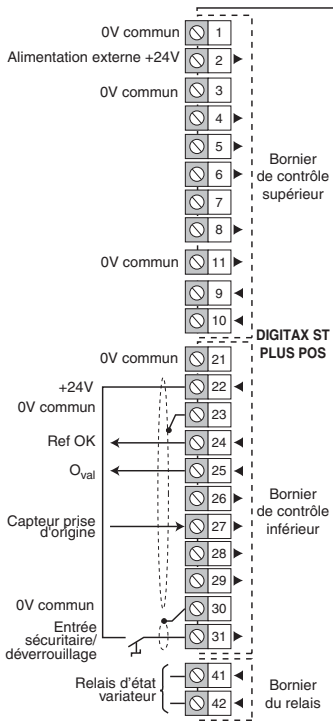 0V commun 1
Alimentation externe +24V 2
0V commun 3
4
5
6
7
8
0V commun 11
9
10
Bornier
de contrôle
supérieur
DIGITAX ST
PLUS POS
0V commun 21
+24V 22
0V commun 23
Ref OK 24
Oval 25
26
Capteur prise
d'origine 27
28
29
0V commun 30
Entrée
sécuritaire/
déverrouillage 31
Bornier
de contrôle
inférieur
Relais d'état
variateur
41
42
Bornier
du relais